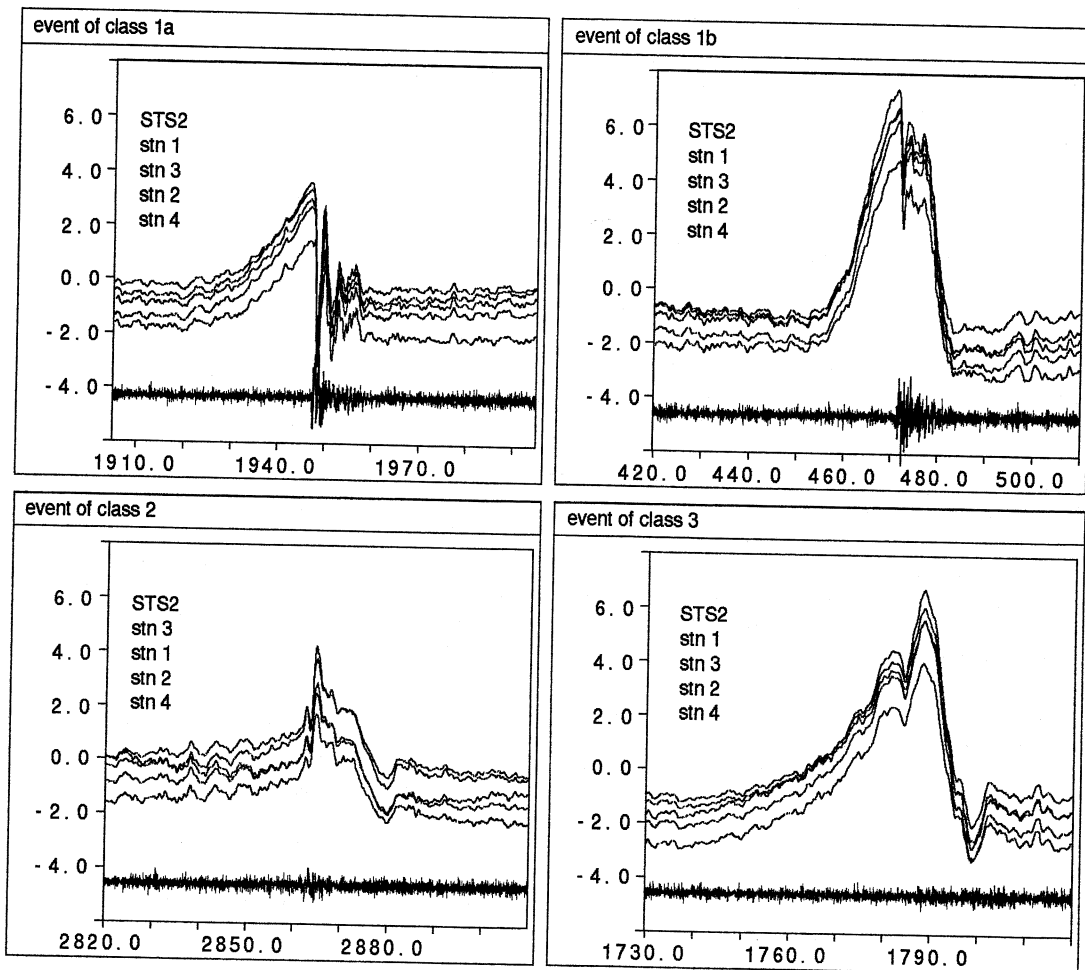 event of class 1a
6.0
4.0
2.0
0.0
-2.0
-4.0
STS2
stn 1
stn 3
stn 2
stn 4
1910.0 1940.0 1970.0
event of class 1b
6.0
4.0
2.0
0.0
-2.0
-4.0
STS2
stn 1
stn 3
stn 2
stn 4
420.0 440.0 460.0 480.0 500.0
event of class 2
6.0
4.0
2.0
0.0
-2.0
-4.0
STS2
stn 3
stn 1
stn 2
stn 4
2820.0 2850.0 2880.0
event of class 3
6.0
4.0
2.0
0.0
-2.0
-4.0
STS2
stn 1
stn 3
stn 2
stn 4
1730.0 1760.0 1790.0